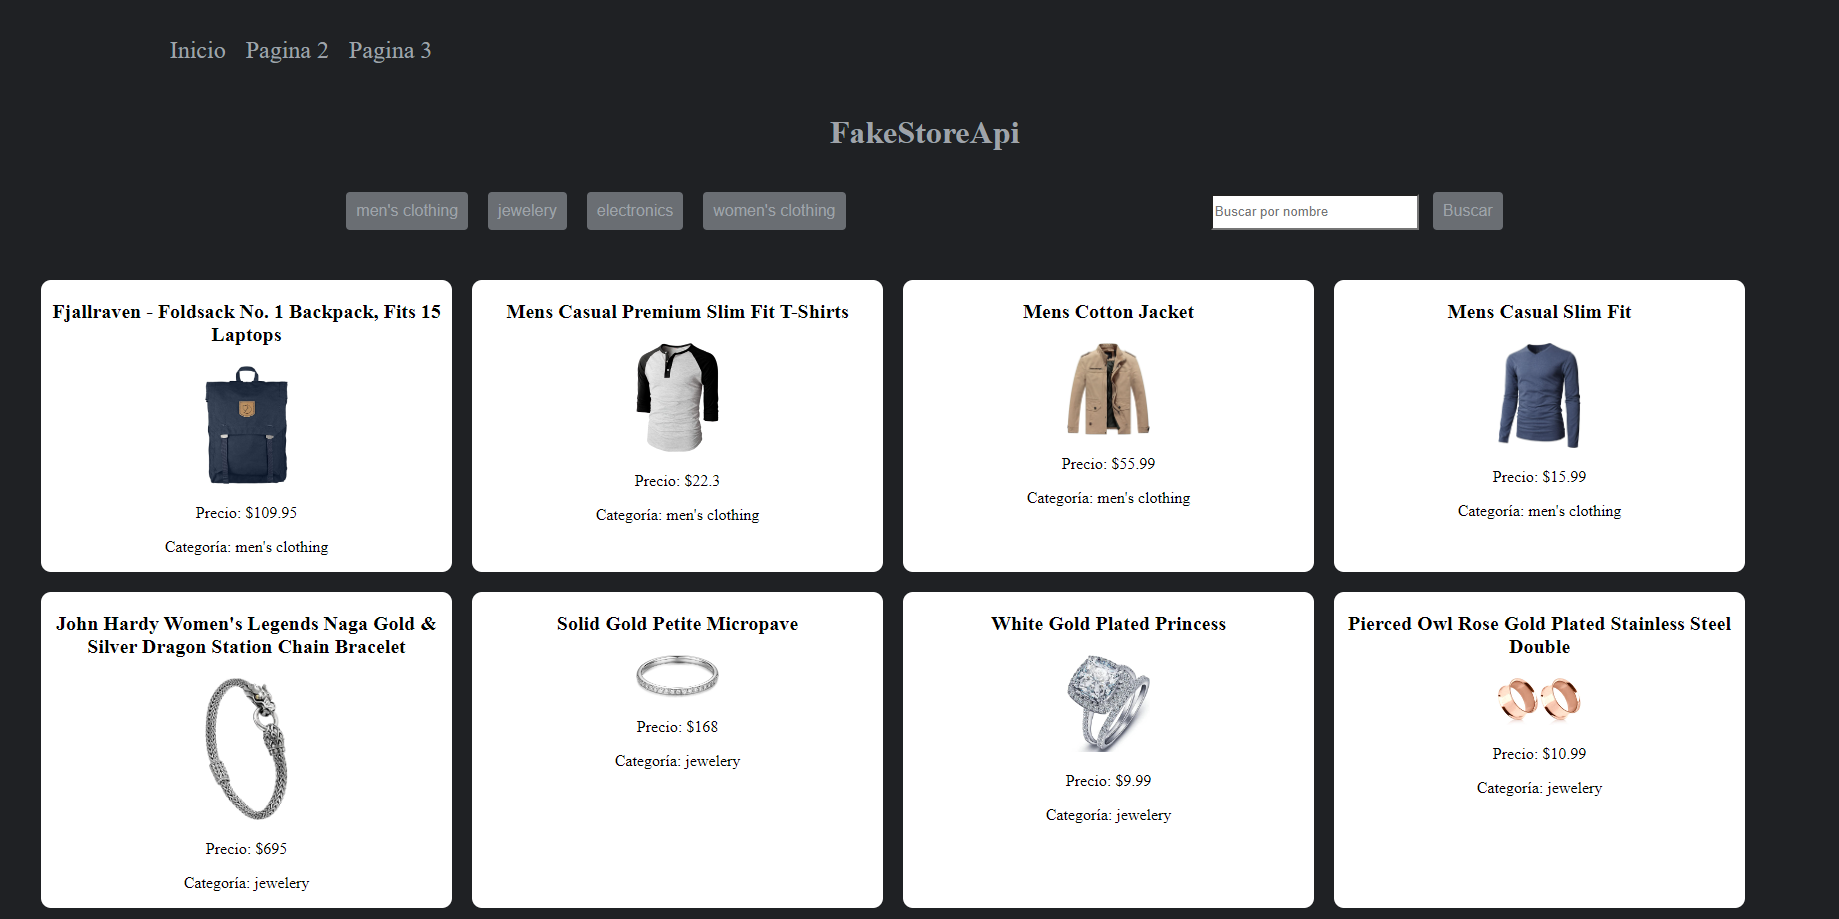 Inicio Pagina 2 Pagina 3
FakeStoreApi
men's clothing jewelery electronics women's clothing Buscar por nombre Buscar
Fjallraven - Foldsack No. 1 Backpack, Fits 15
Laptops
Precio: $109.95
Categoría: men's clothing
Mens Casual Premium Slim Fit T-Shirts
Precio: $22.3
Categoría: men's clothing
Mens Cotton Jacket
Precio: $55.99
Categoría: men's clothing
Mens Casual Slim Fit
Precio: $15.99
Categoría: men's clothing
John Hardy Women's Legends Naga Gold &
Silver Dragon Station Chain Bracelet
Precio: $695
Categoría: jewelery
Solid Gold Petite Micropave
Precio: $168
Categoría: jewelery
White Gold Plated Princess
Precio: $9.99
Categoría: jewelery
Pierced Owl Rose Gold Plated Stainless Steel
Double
Precio: $10.99
Categoría: jewelery